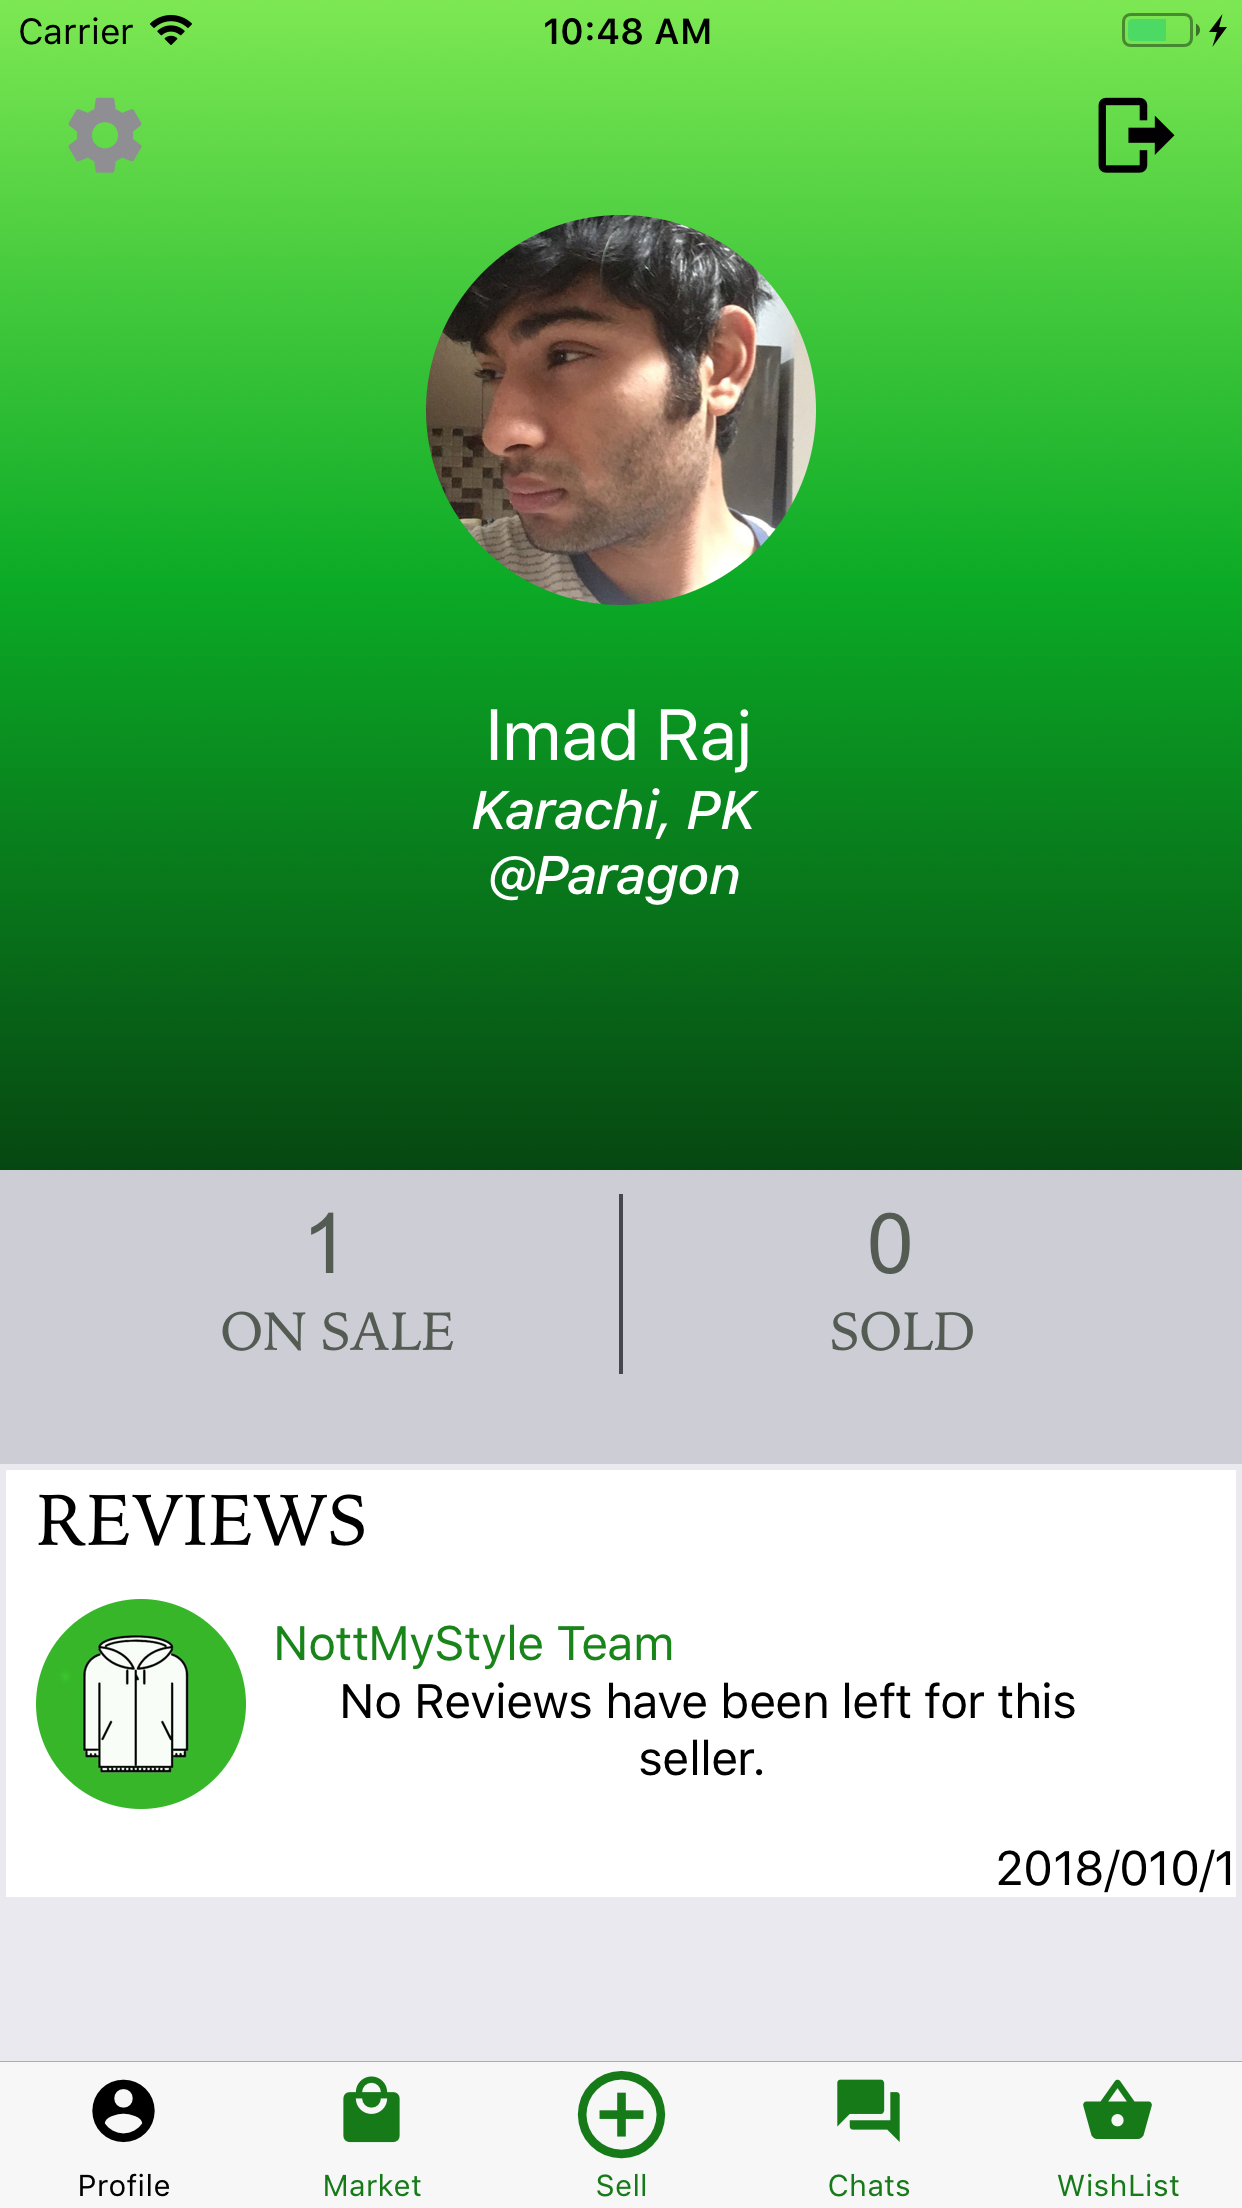 Carrier 10:48 AM
Imad Raj
Karachi, PK
@Paragon
1 0
ON SALE SOLD
REVIEWS
NottMyStyle Team
No Reviews have been left for this
seller.
2018/010/1
Profile Market Sell Chats WishList